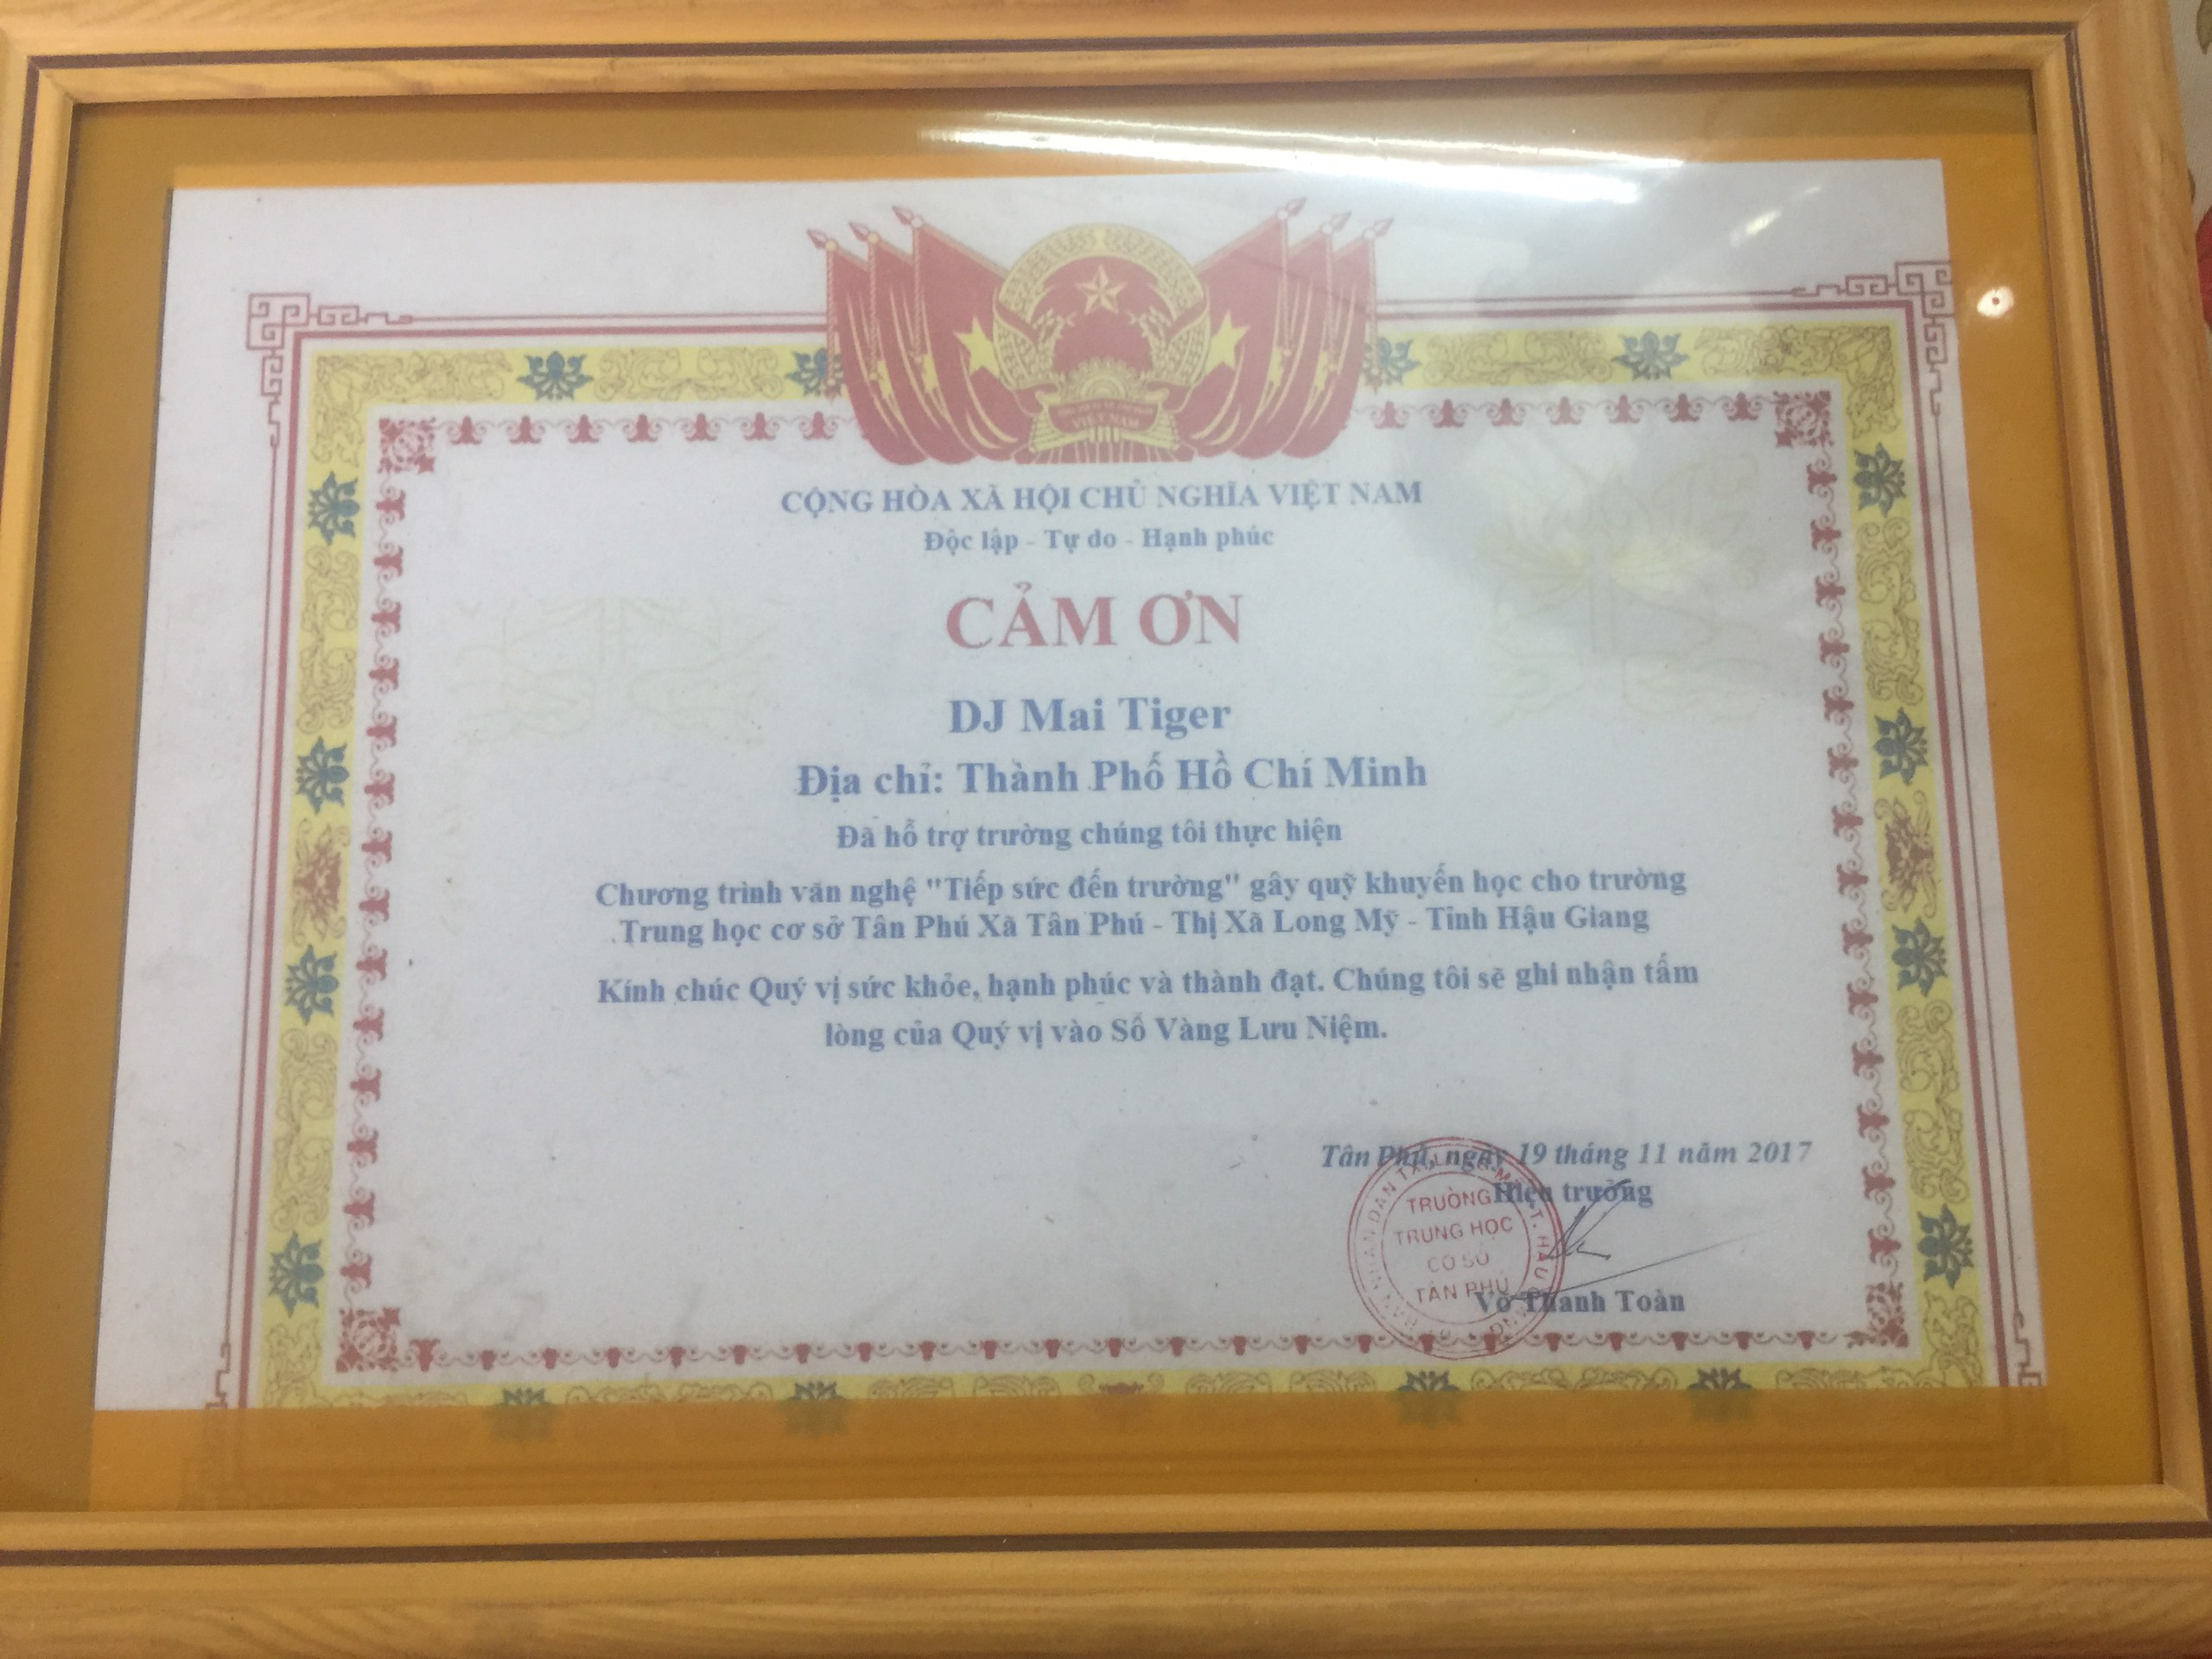 VIỆT NAM
CỘNG HÒA XÃ HỘI CHỦ NGHĨA VIỆT NAM
Độc lập - Tự do - Hạnh phúc
CẢM ƠN
DJ Mai Tiger
Địa chỉ: Thành Phố Hồ Chí Minh
Đã hỗ trợ trường chúng tôi thực hiện
Chương trình văn nghệ "Tiếp sức đến trường" gây quỹ khuyến học cho trường
Trung học cơ sở Tân Phú Xã Tân Phú - Thị Xã Long Mỹ - Tỉnh Hậu Giang
Kính chúc Quý vị sức khỏe, hạnh phúc và thành đạt. Chúng tôi sẽ ghi nhận tấm
lòng của Quý vị vào Sổ Vàng Lưu Niệm.
Tân Phú, ngày 19 tháng 11 năm 2017
Hiệu trưởng
TRƯỜNG
TRUNG HỌC
CƠ SỞ
TÂN PHÚ
Võ Thanh Toàn